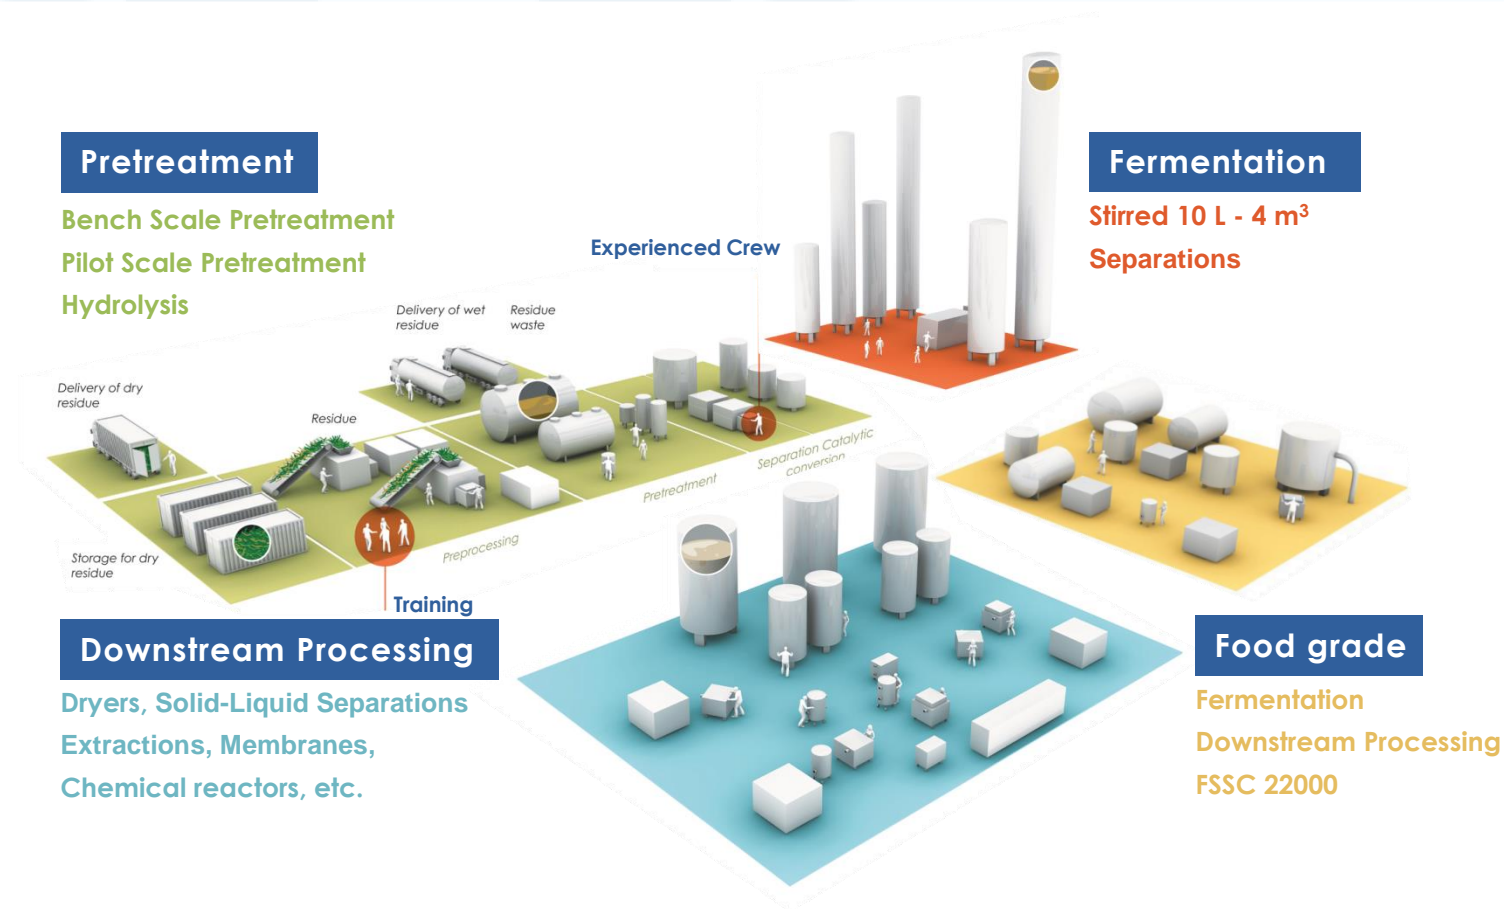 Pretreatment
Bench Scale Pretreatment
Pilot Scale Pretreatment
Hydrolysis
Fermentation
Stirred 10 L - 4 m³
Separations
Experienced Crew
Delivery of wet
residue
Residue
waste
Delivery of dry
residue
Residue
Separation Catalytic
conversion
Pretreatment
Preprocessing
Storage for dry
residue
Training
Downstream Processing
Dryers, Solid-Liquid Separations
Extractions, Membranes,
Chemical reactors, etc.
Food grade
Fermentation
Downstream Processing
FSSC 22000